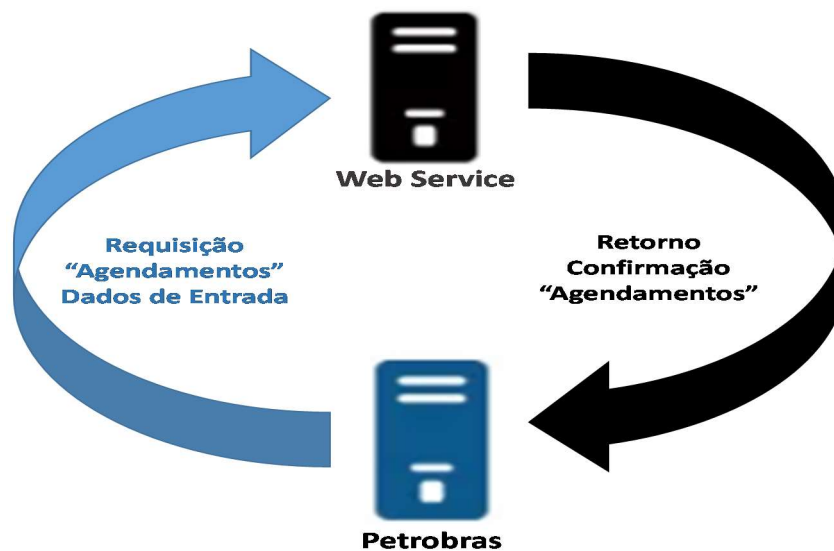 Web Service
Requisição
“Agendamentos”
Dados de Entrada
Retorno
Confirmação
“Agendamentos”
Petrobras